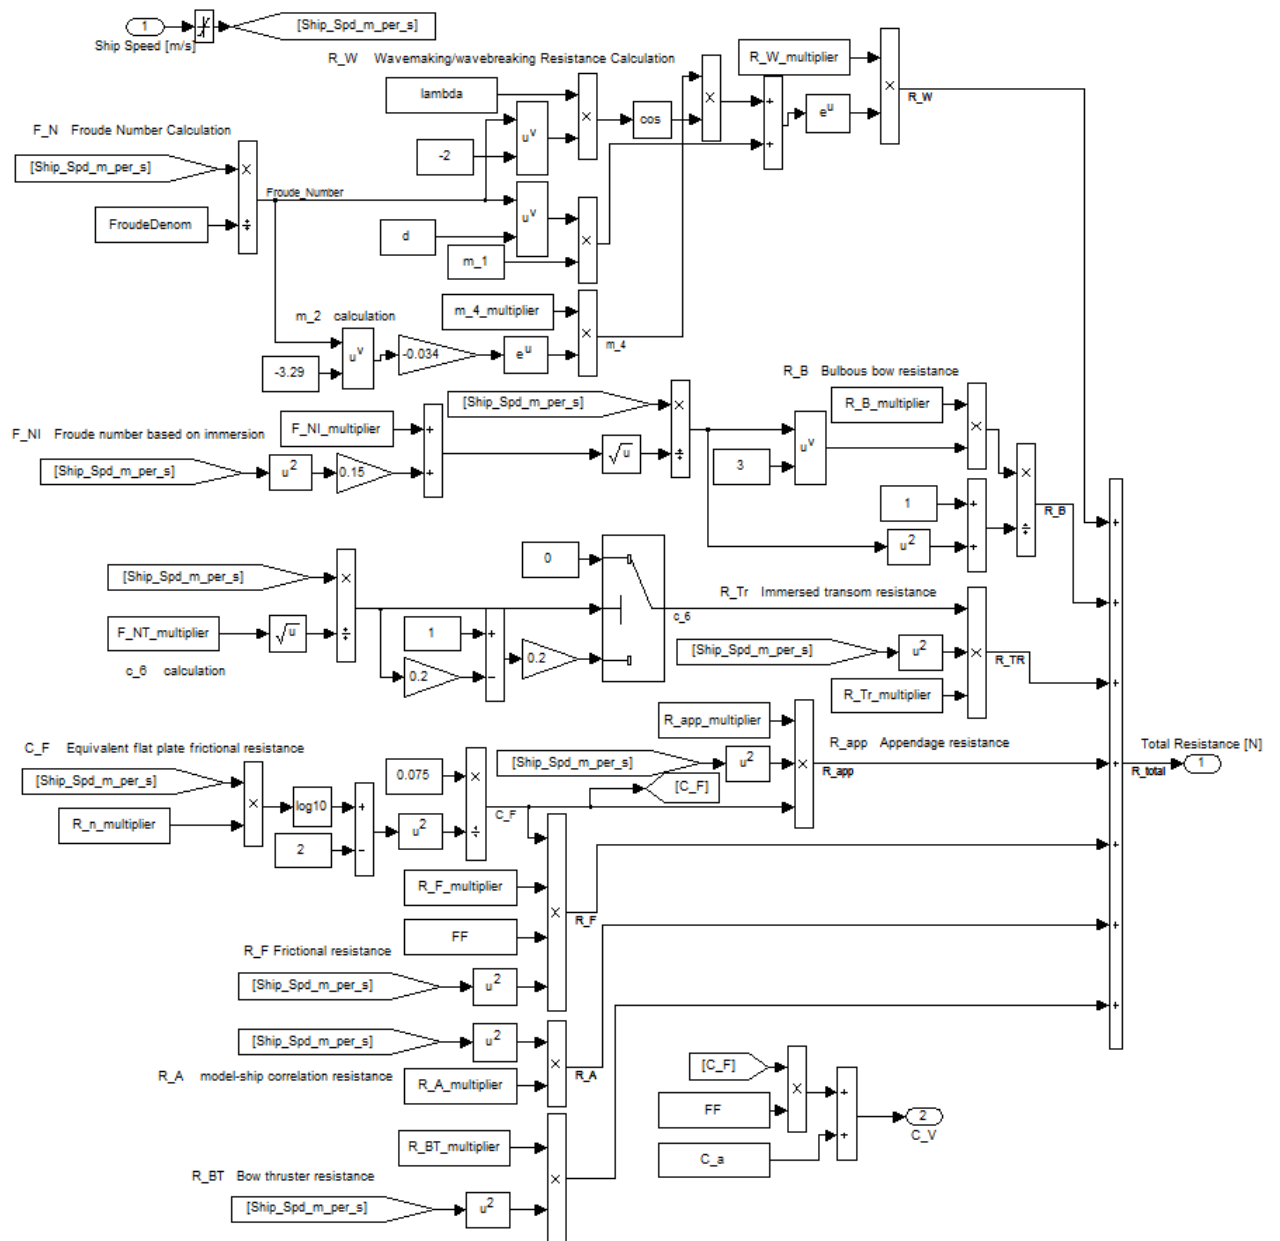 1
[Ship_Spd_m_per_s]
Ship Speed [m/s]
R_W Wavemaking/wavebreaking Resistance Calculation
R_W_multiplier
×
R_W
lambda
×
×
+
+
e^u
cos
u^v
-2
F_N Froude Number Calculation
[Ship_Spd_m_per_s]
×
÷
FroudeDenom
Froude_Number
u^v
d
×
m_1
m_4_multiplier
×
m_4
m_2 calculation
u^v
-3.29
-0.034
e^u
R_B Bulbous bow resistance
[Ship_Spd_m_per_s]
×
÷
R_B_multiplier
×
F_NI Froude number based on immersion
F_NI_multiplier
+
+
√u
u^v
3
[Ship_Spd_m_per_s]
u^2
0.15
×
÷
R_B
1
+
+
u^2
+
0
[Ship_Spd_m_per_s]
×
÷
R_Tr Immersed transom resistance
c_6
+
F_NT_multiplier
√u
1
+
−
0.2
0.2
[Ship_Spd_m_per_s]
u^2
×
R_TR
c_6 calculation
R_Tr_multiplier
+
R_app_multiplier
C_F Equivalent flat plate frictional resistance
R_app Appendage resistance
Total Resistance [N]
[Ship_Spd_m_per_s]
u^2
×
R_app
+
R_total
1
[Ship_Spd_m_per_s]
×
0.075
×
÷
[C_F]
log10
+
−
C_F
R_n_multiplier
u^2
2
+
R_F_multiplier
×
R_F
FF
+
R_F Frictional resistance
[Ship_Spd_m_per_s]
u^2
+
[Ship_Spd_m_per_s]
u^2
×
R_A
R_A model-ship correlation resistance
R_A_multiplier
[C_F]
×
+
+
FF
2
C_V
R_BT_multiplier
C_a
×
R_BT Bow thruster resistance
[Ship_Spd_m_per_s]
u^2